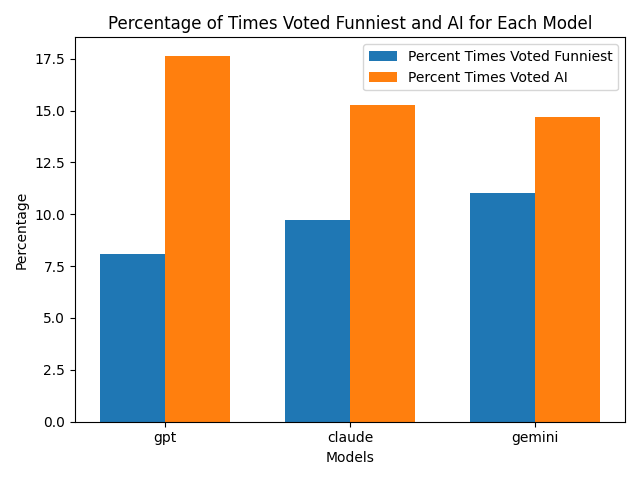 Percentage of Times Voted Funniest and AI for Each Model
Percent Times Voted Funniest
Percent Times Voted AI
Percentage
17.5
15.0
12.5
10.0
7.5
5.0
2.5
0.0
gpt
claude
gemini
Models